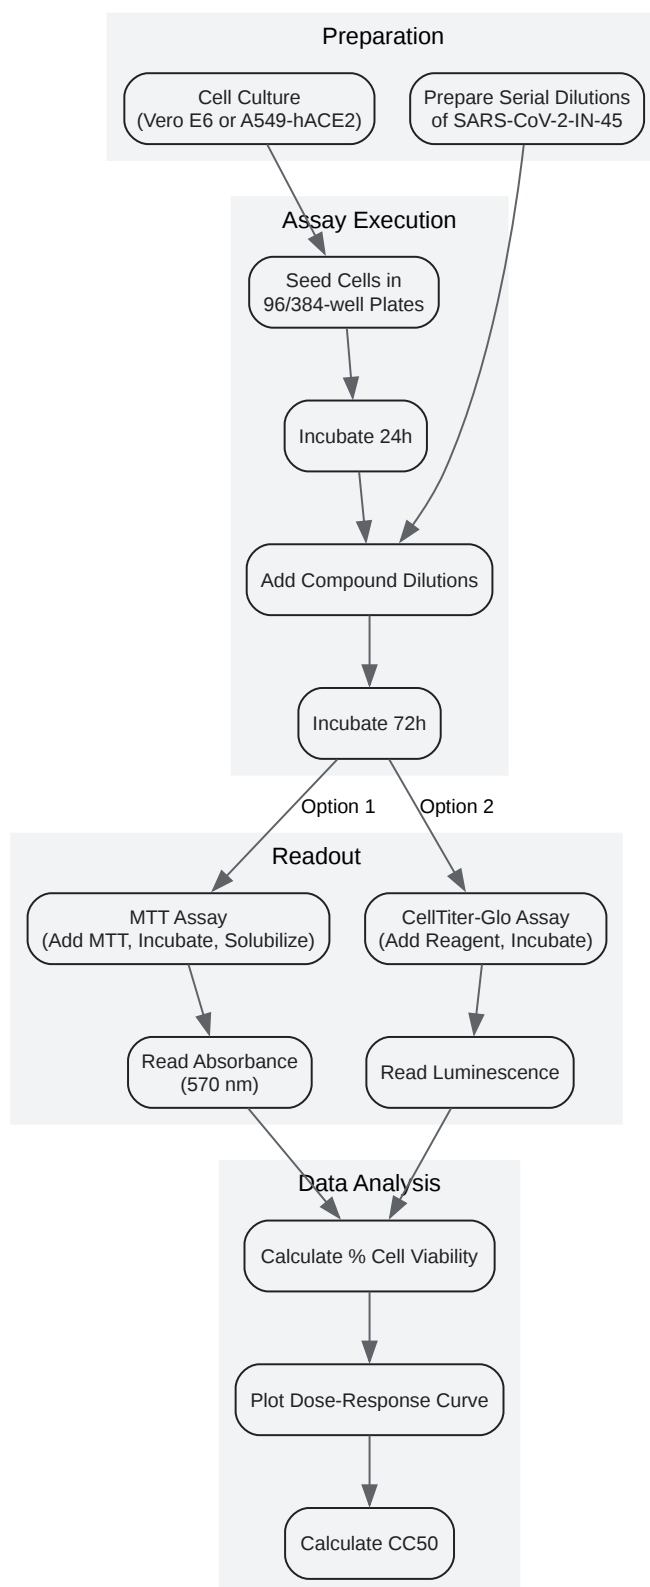 Preparation
Cell Culture
(Vero E6 or A549-hACE2)
Prepare Serial Dilutions
of SARS-CoV-2-IN-45
Assay Execution
Seed Cells in
96/384-well Plates
Incubate 24h
Add Compound Dilutions
Incubate 72h
Option 1
Option 2
Readout
MTT Assay
(Add MTT, Incubate, Solubilize)
CellTiter-Glo Assay
(Add Reagent, Incubate)
Read Absorbance
(570 nm)
Read Luminescence
Data Analysis
Calculate % Cell Viability
Plot Dose-Response Curve
Calculate CC50